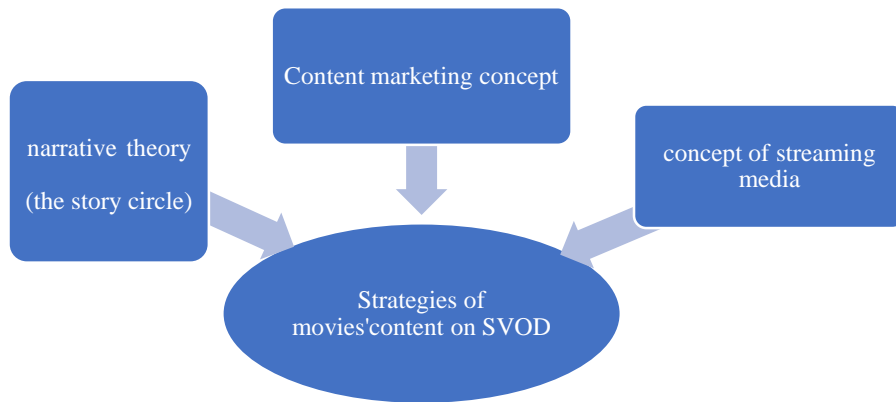 Content marketing concept
narrative theory
(the story circle)
concept of streaming
media
Strategies of
movies'content on SVOD